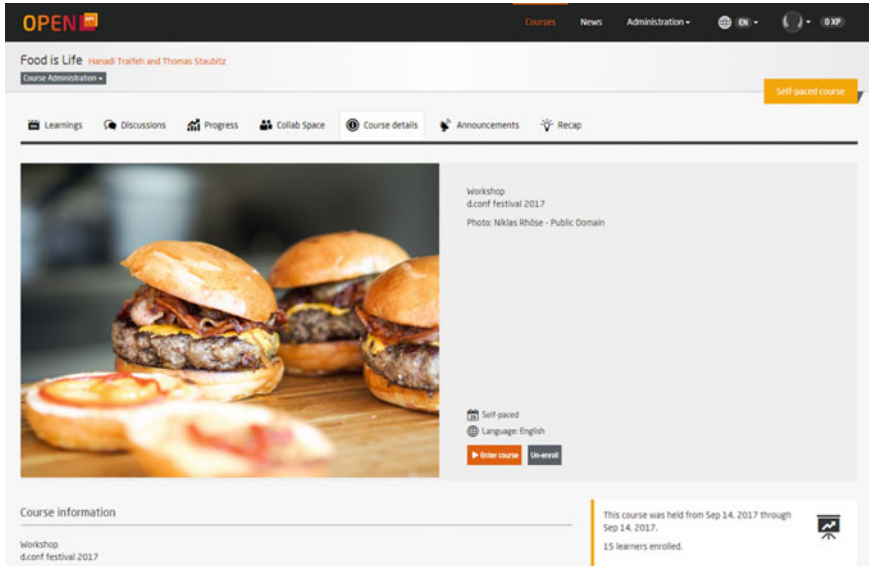 OPEN HPI
Courses News Administration EN 0 XP
Food is Life Hanadi Traifeh and Thomas Staubitz
Course Administration
Self-paced course
Learnings Discussions Progress Collab Space Course details Announcements Recap
Workshop
d.conf festival 2017
Photo: Niklas Rhöse - Public Domain
Self-paced
Language: English
Enter course Un-enroll
Course information
Workshop
d.conf festival 2017
This course was held from Sep 14, 2017 through
Sep 14, 2017.
15 learners enrolled.